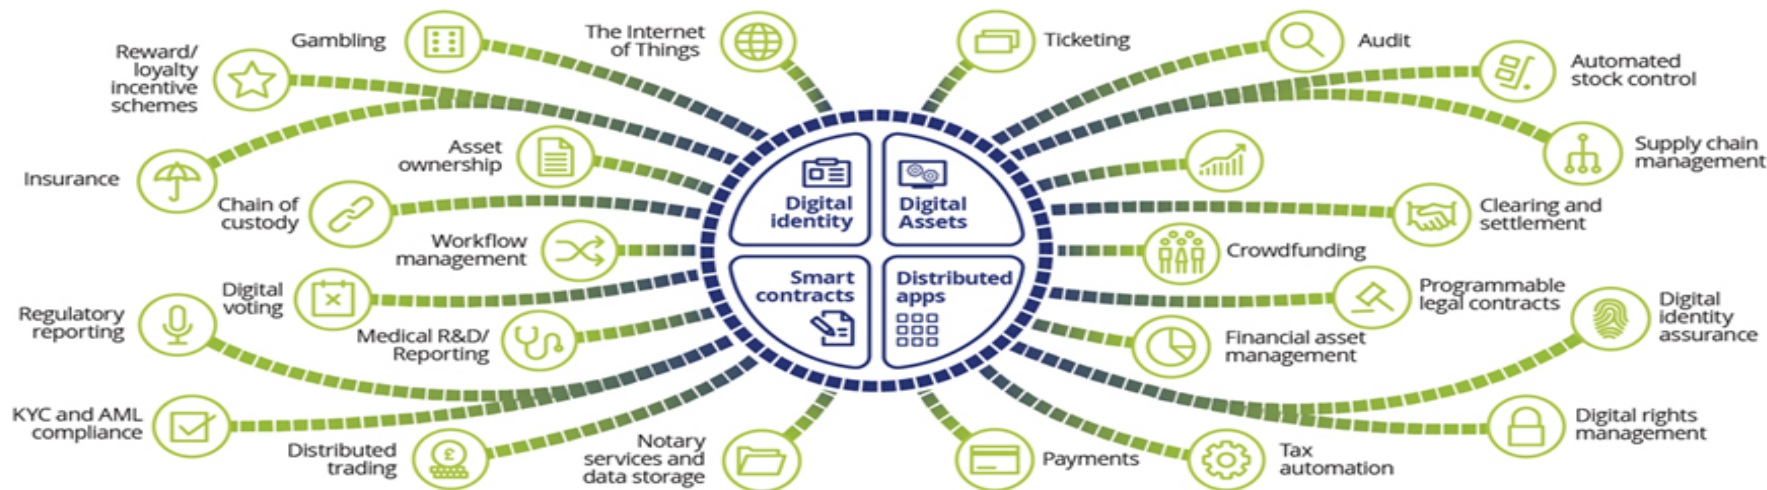 Gambling
Reward/
loyalty
incentive
schemes
Insurance
Asset
ownership
Chain of
custody
Workflow
management
Digital
voting
Regulatory
reporting
Medical R&D/
Reporting
KYC and AML
compliance
Distributed
trading
Notary
services and
data storage
The Internet
of Things
Digital
identity
Digital
Assets
Smart
contracts
Distributed
apps
£
Ticketing
Audit
Automated
stock control
Supply chain
management
Clearing and
settlement
Crowdfunding
Programmable
legal contracts
Digital
identity
assurance
Financial asset
management
Digital rights
management
Payments
Tax
automation